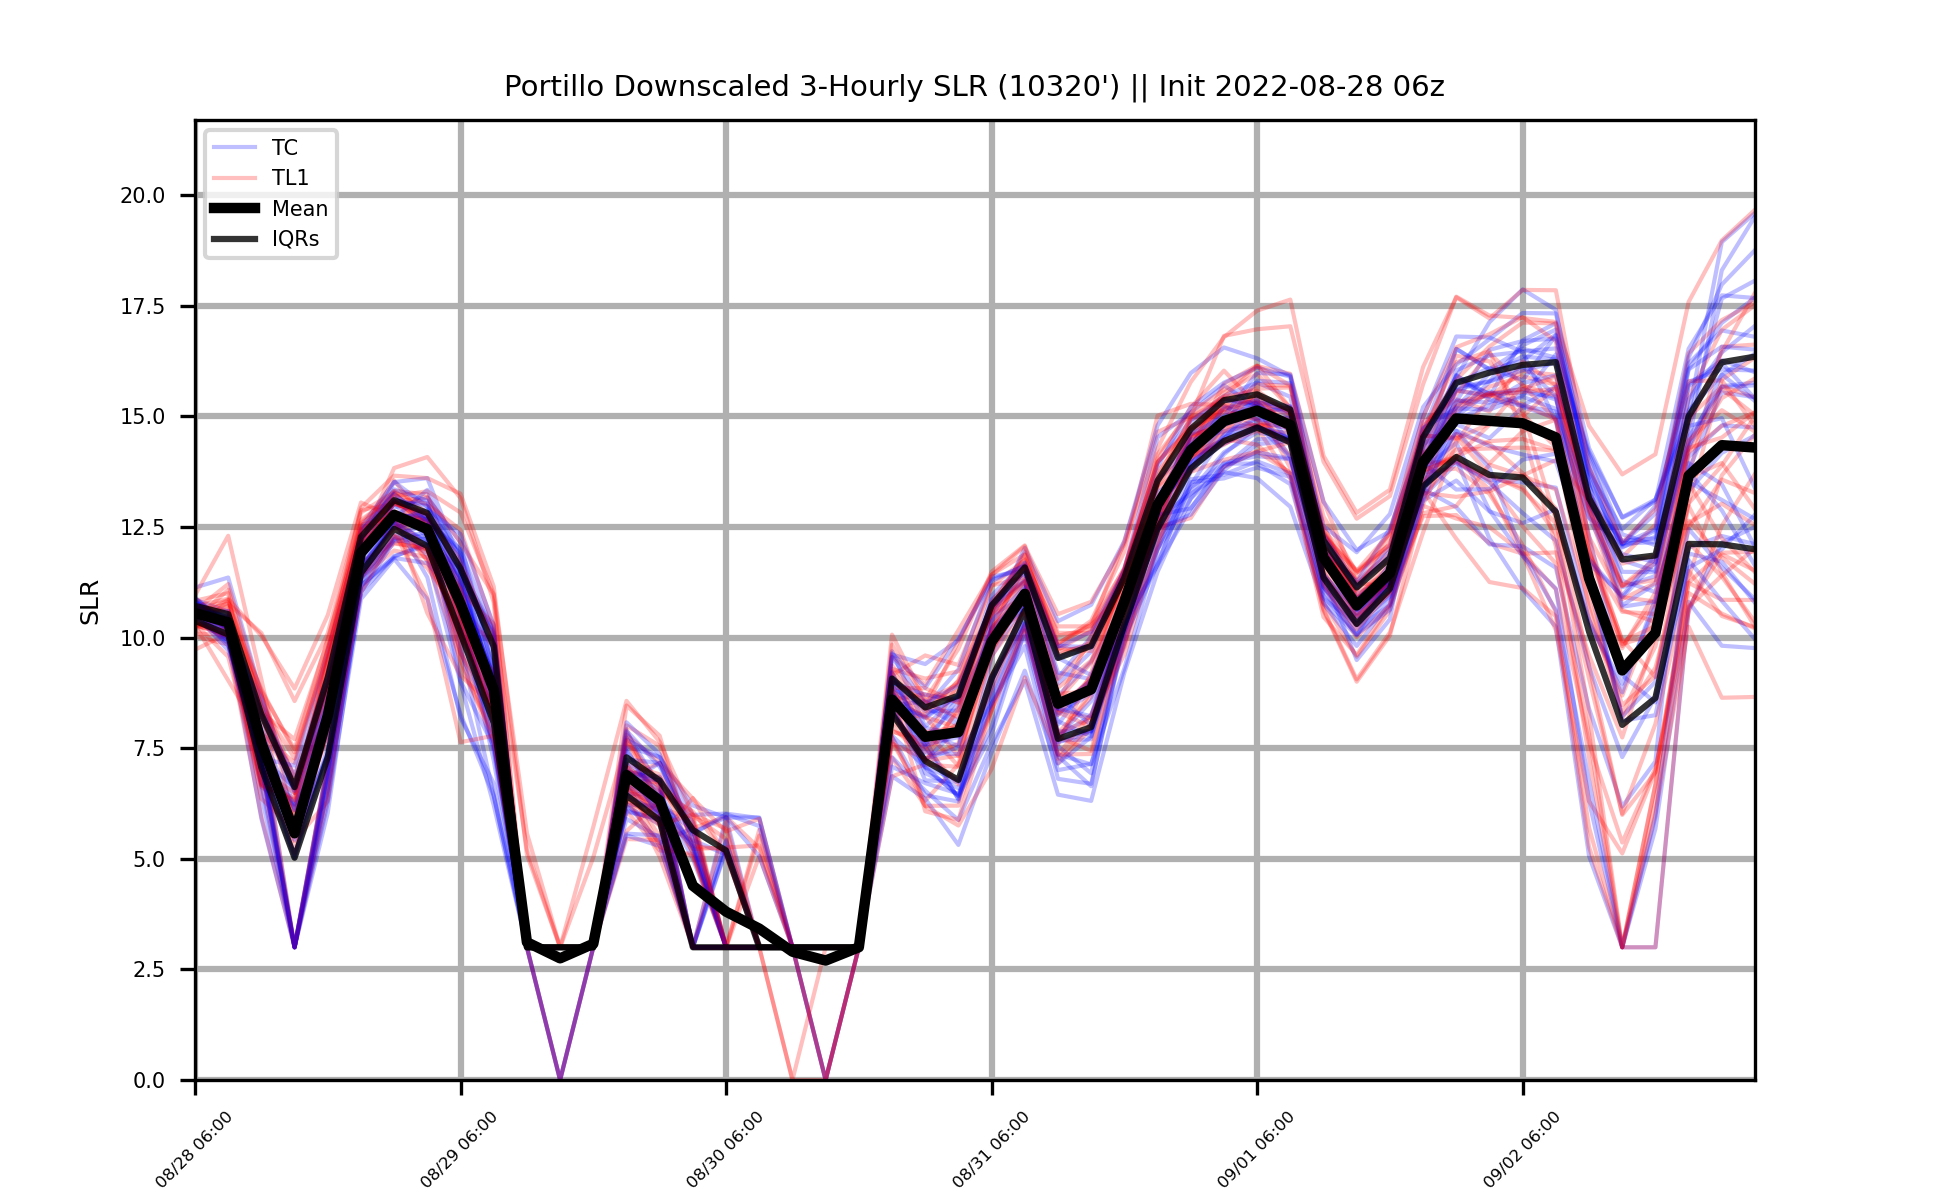 Portillo Downscaled 3-Hourly SLR (10320') || Init 2022-08-28 06z
TC
TL1
Mean
IQRs
20.0
17.5
15.0
12.5
10.0
7.5
5.0
2.5
0.0
SLR
08/28 06:00
08/29 06:00
08/30 06:00
08/31 06:00
09/01 06:00
09/02 06:00